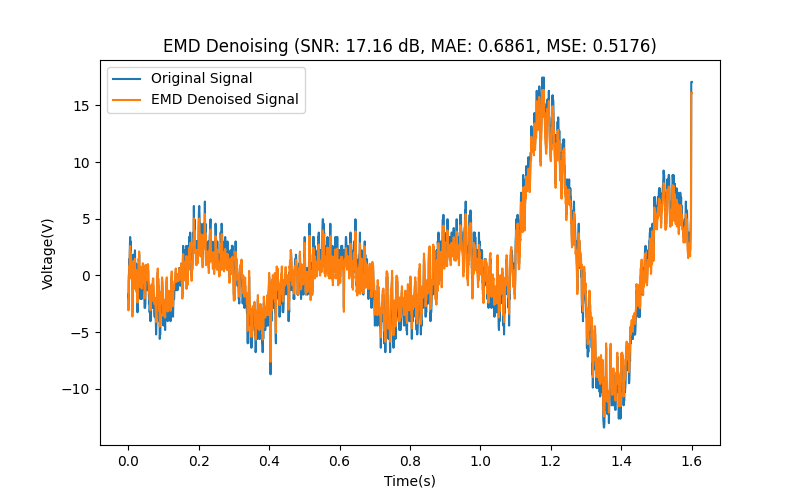 EMD Denoising (SNR: 17.16 dB, MAE: 0.6861, MSE: 0.5176)
Original Signal
EMD Denoised Signal
Voltage(V)
15
10
5
0
−5
−10
0.0 0.2 0.4 0.6 0.8 1.0 1.2 1.4 1.6
Time(s)